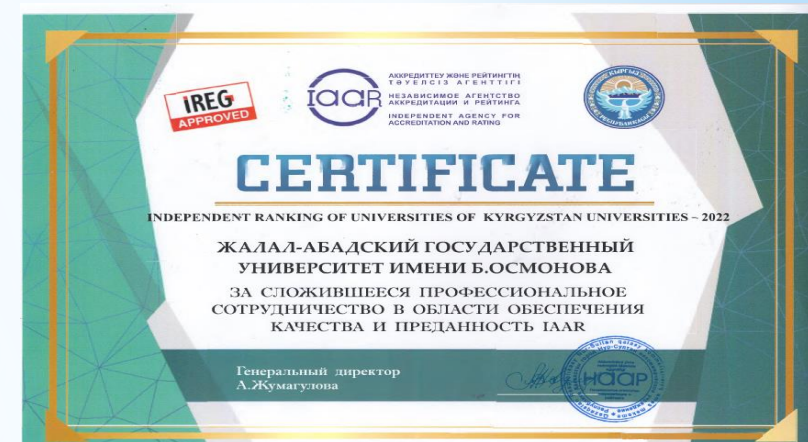 IREG
APPROVED
IAAR
АККРЕДИТТЕУ ЖӘНЕ РЕЙТИНГТІҢ
ТӘУЕЛСІЗ АГЕНТТІГІ
НЕЗАВИСИМОЕ АГЕНТСТВО
АККРЕДИТАЦИИ И РЕЙТИНГА
INDEPENDENT AGENCY FOR
ACCREDITATION AND RATING
КЫРГЫЗ
РЕСПУБЛИКАСЫ
CERTIFICATE
INDEPENDENT RANKING OF UNIVERSITIES OF KYRGYZSTAN UNIVERSITIES – 2022
ЖАЛАЛ-АБАДСКИЙ ГОСУДАРСТВЕННЫЙ
УНИВЕРСИТЕТ ИМЕНИ Б.ОСМОНОВА
ЗА СЛОЖИВШЕЕСЯ ПРОФЕССИОНАЛЬНОЕ
СОТРУДНИЧЕСТВО В ОБЛАСТИ ОБЕСПЕЧЕНИЯ
КАЧЕСТВА И ПРЕДАННОСТЬ IAAR
Генеральный директор
А.Жумагулова
НААР